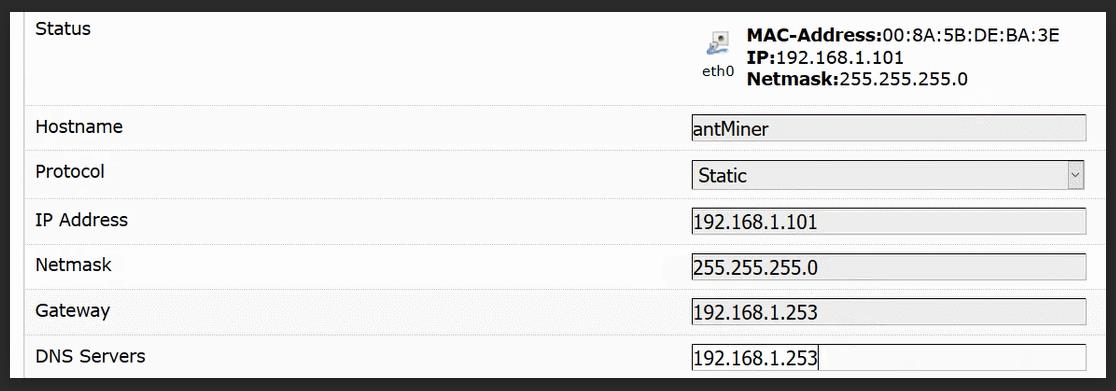 Status
eth0
MAC-Address:00:8A:5B:DE:BA:3E
IP:192.168.1.101
Netmask:255.255.255.0
Hostname antMiner
Protocol Static
IP Address 192.168.1.101
Netmask 255.255.255.0
Gateway 192.168.1.253
DNS Servers 192.168.1.253